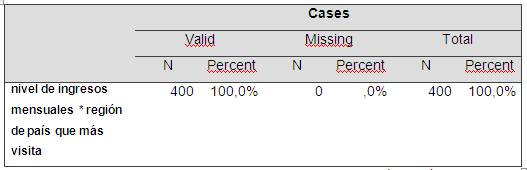 Cases
Valid Missing Total
N Percent N Percent N Percent
nivel de ingresos mensuales * región de país que más visita 400 100,0% 0 ,0% 400 100,0%